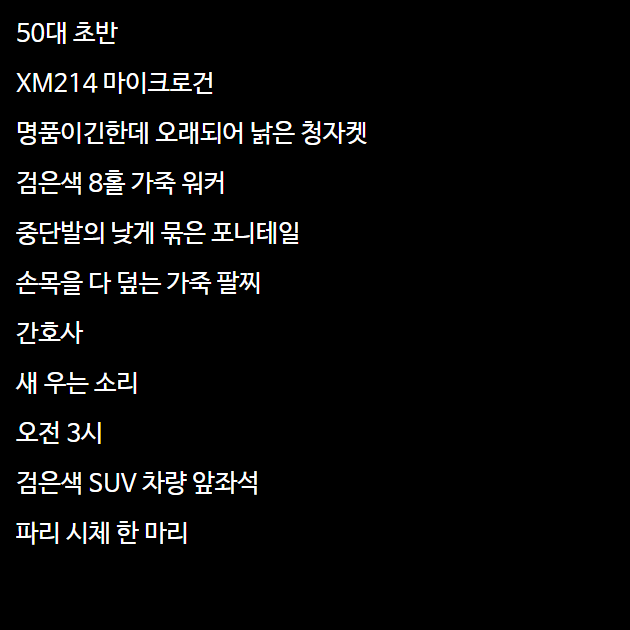 50대 초반
XM214 마이크로건
명품이긴한데 오래되어 낡은 청자켓
검은색 8홀 가죽 워커
중단발의 낮게 묶은 포니테일
손목을 다 덮는 가죽 팔찌
간호사
새 우는 소리
오전 3시
검은색 SUV 차량 앞좌석
파리 시체 한 마리